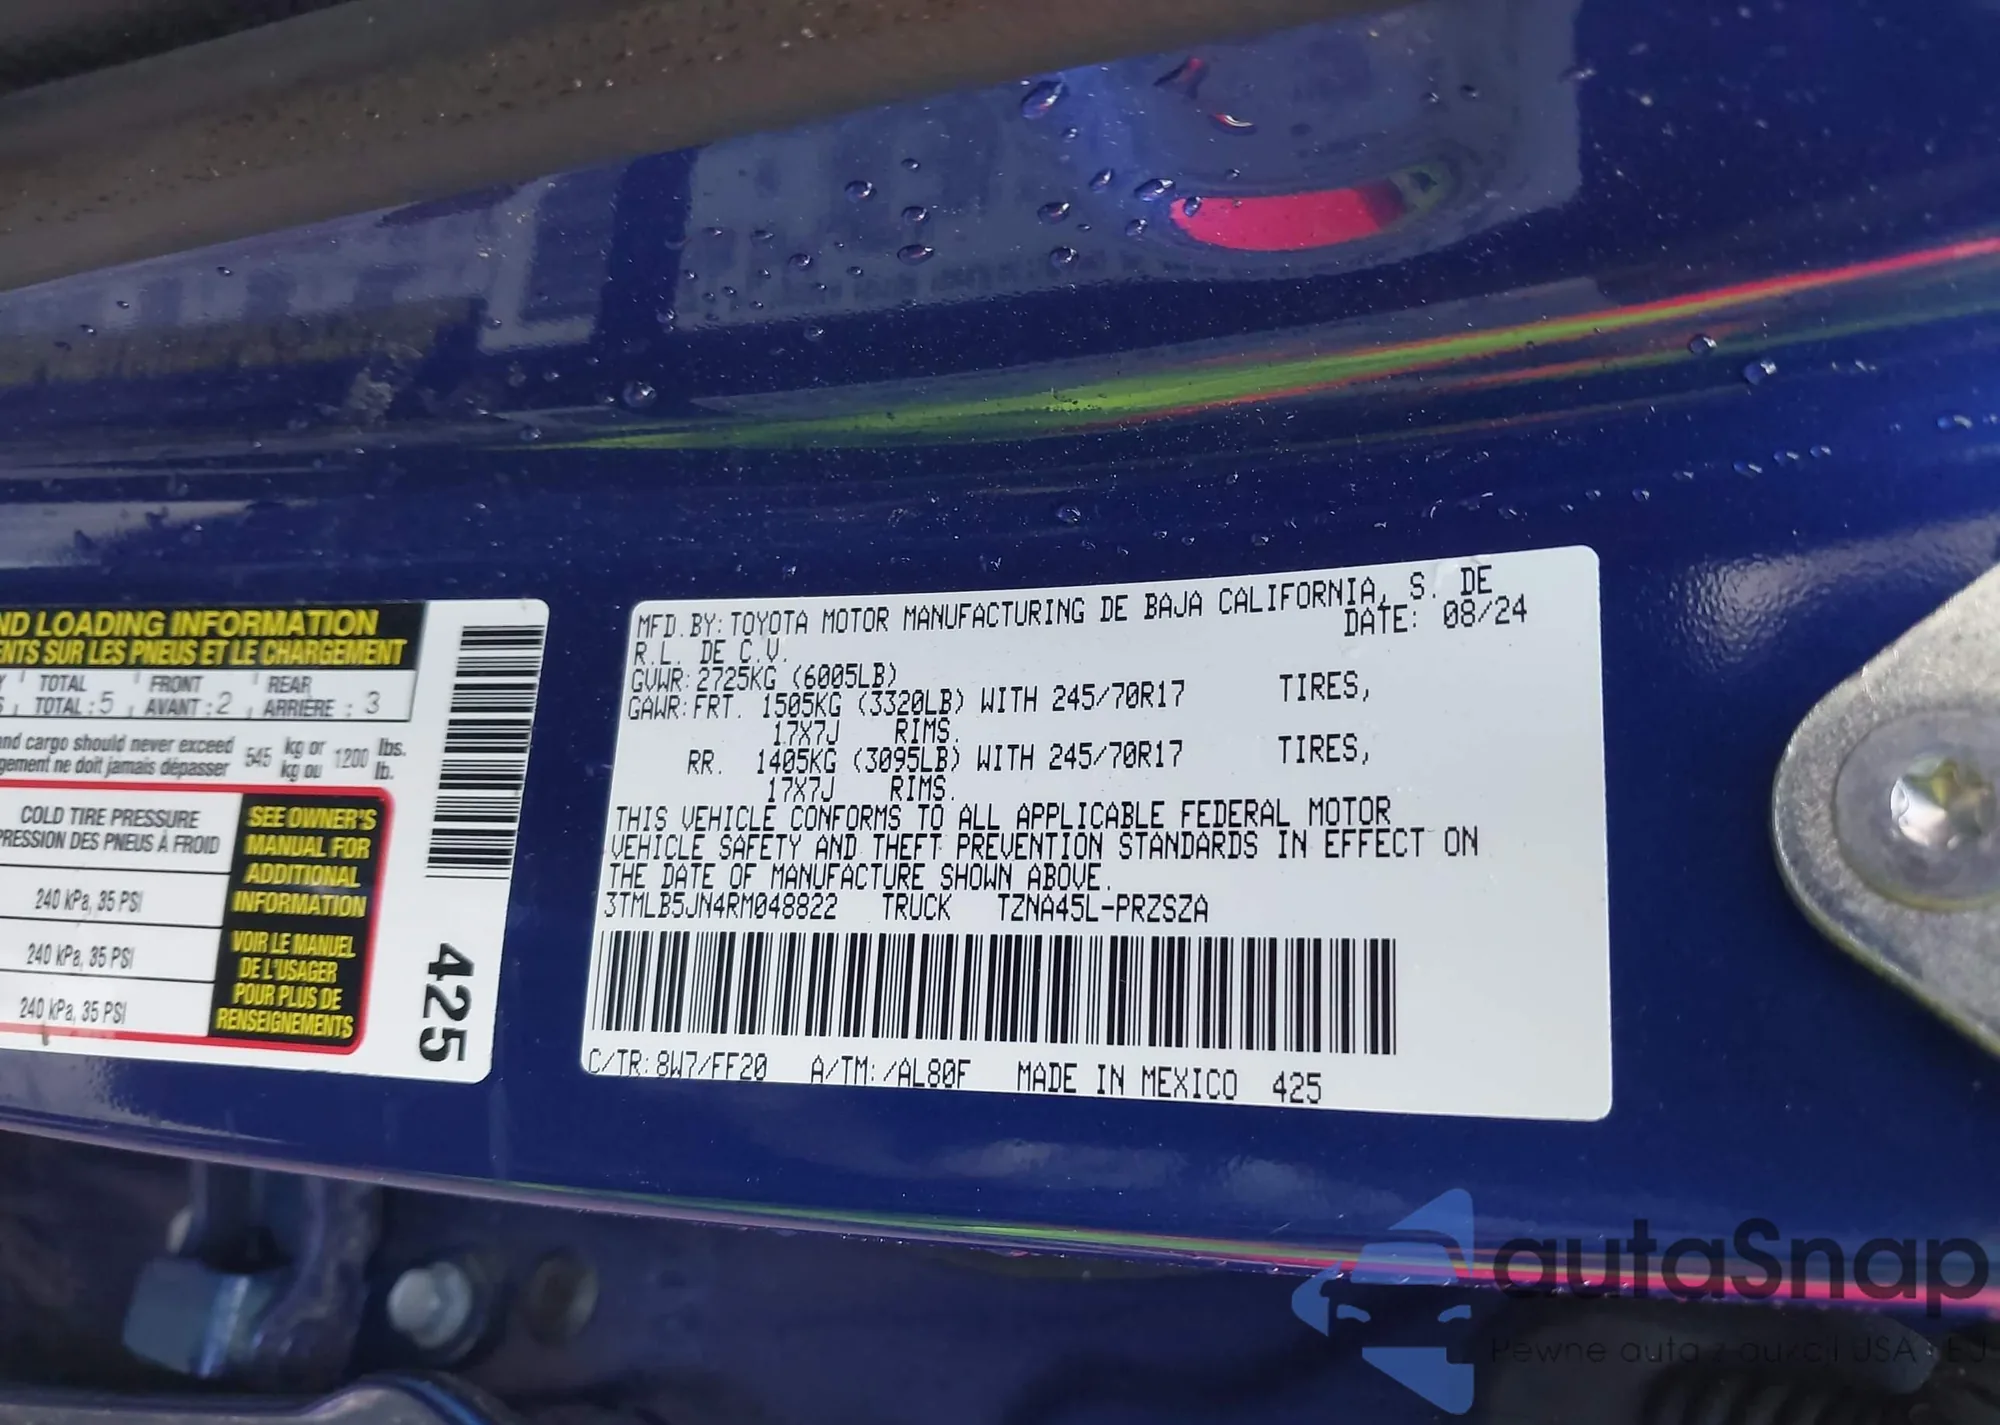 ND LOADING INFORMATION
ENTS SUR LES PNEUS ET LE CHARGEMENT
TOTAL FRONT REAR
TOTAL : 5 AVANT : 2 ARRIÈRE : 3
and cargo should never exceed 545 kg or 1200 lbs.
gement ne doit jamais dépasser kg ou lb.
COLD TIRE PRESSURE
PRESSION DES PNEUS À FROID
240 kPa, 35 PSI
240 kPa, 35 PSI
240 kPa, 35 PSI
SEE OWNER'S
MANUAL FOR
ADDITIONAL
INFORMATION
VOIR LE MANUEL
DE L'USAGER
POUR PLUS DE
RENSEIGNEMENTS
425
MFD.BY: TOYOTA MOTOR MANUFACTURING DE BAJA CALIFORNIA, S. DE
R.L. DE C.V. DATE: 08/24
GVWR: 2725KG (6005LB)
GAWR: FRT. 1505KG (3320LB) WITH 245/70R17 TIRES,
17X7J RIMS.
RR. 1405KG (3095LB) WITH 245/70R17 TIRES,
17X7J RIMS.
THIS VEHICLE CONFORMS TO ALL APPLICABLE FEDERAL MOTOR
VEHICLE SAFETY AND THEFT PREVENTION STANDARDS IN EFFECT ON
THE DATE OF MANUFACTURE SHOWN ABOVE.
3TMLB5JN4RM048822 TRUCK TZNA45L-PRZSZA
C/TR: 8W7/FF20 A/TM: /AL80F MADE IN MEXICO 425
autaSnap
Pewne auta z aukcji USA i EU